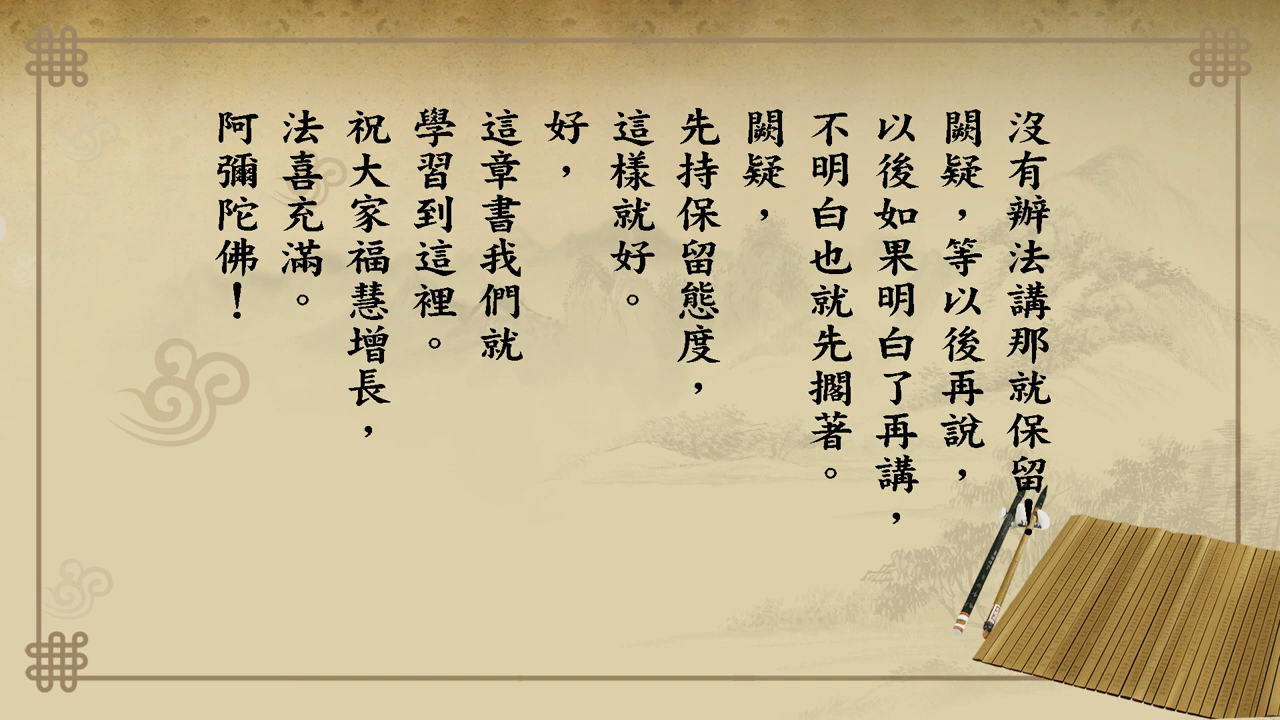 沒有辦法講那就保留！
闕疑，等以後再說，
以後如果明白了再講，
不明白也就先擱著。
闕疑，
先持保留態度，
這樣就好。
好，
這章書我們就
學習到這裡。
祝大家福慧增長，
法喜充滿。
阿彌陀佛！